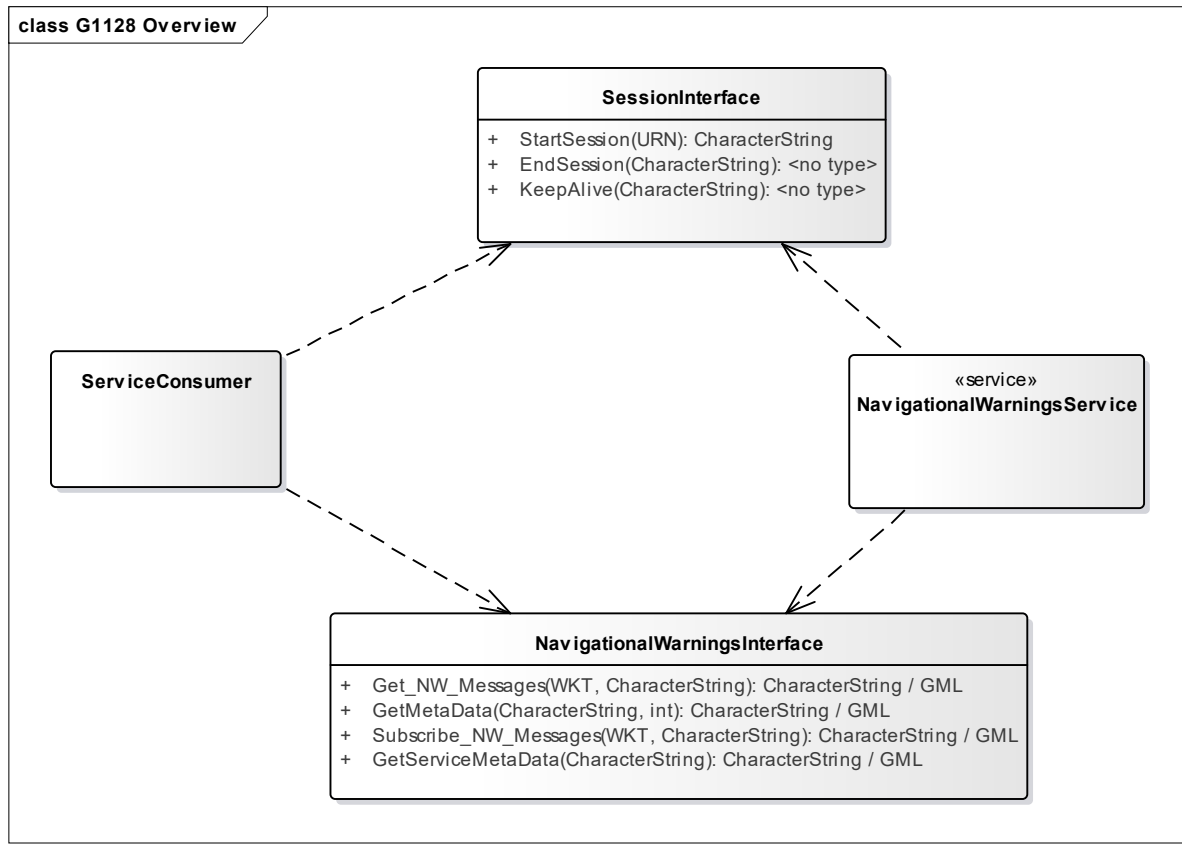 class G1128 Overview
SessionInterface
+ StartSession(URN): CharacterString
+ EndSession(CharacterString): <no type>
+ KeepAlive(CharacterString): <no type>
ServiceConsumer
«service»
NavigationalWarningsService
NavigationalWarningsInterface
+ Get_NW_Messages(WKT, CharacterString): CharacterString / GML
+ GetMetaData(CharacterString, int): CharacterString / GML
+ Subscribe_NW_Messages(WKT, CharacterString): CharacterString / GML
+ GetServiceMetaData(CharacterString): CharacterString / GML